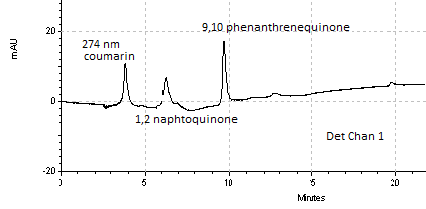 9,10 phenanthrenequinone
274 nm
coumarin
20
mAU
0
1,2 naphtoquinone
Det Chan 1
-20
0 5 10 5 20
Minutes